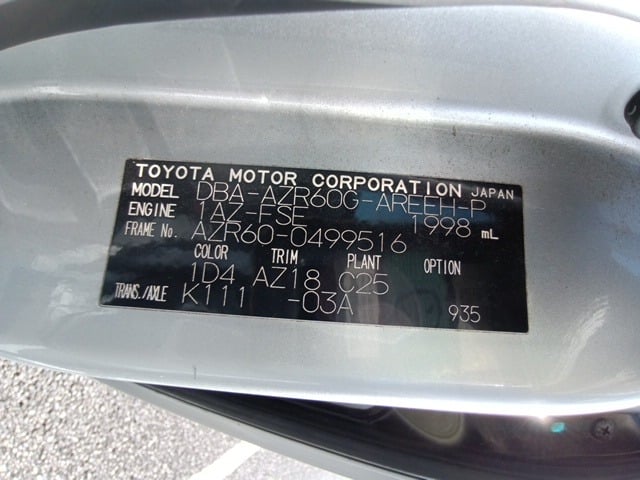 TOYOTA MOTOR CORPORATION JAPAN
MODEL DBA-AZR60G-AREEH-P
ENGINE 1AZ-FSE 1998 mL
FRAME No. AZR60-0499516
COLOR TRIM PLANT OPTION
1D4 AZ18 C25
TRANS./AXLE K111 -03A 935